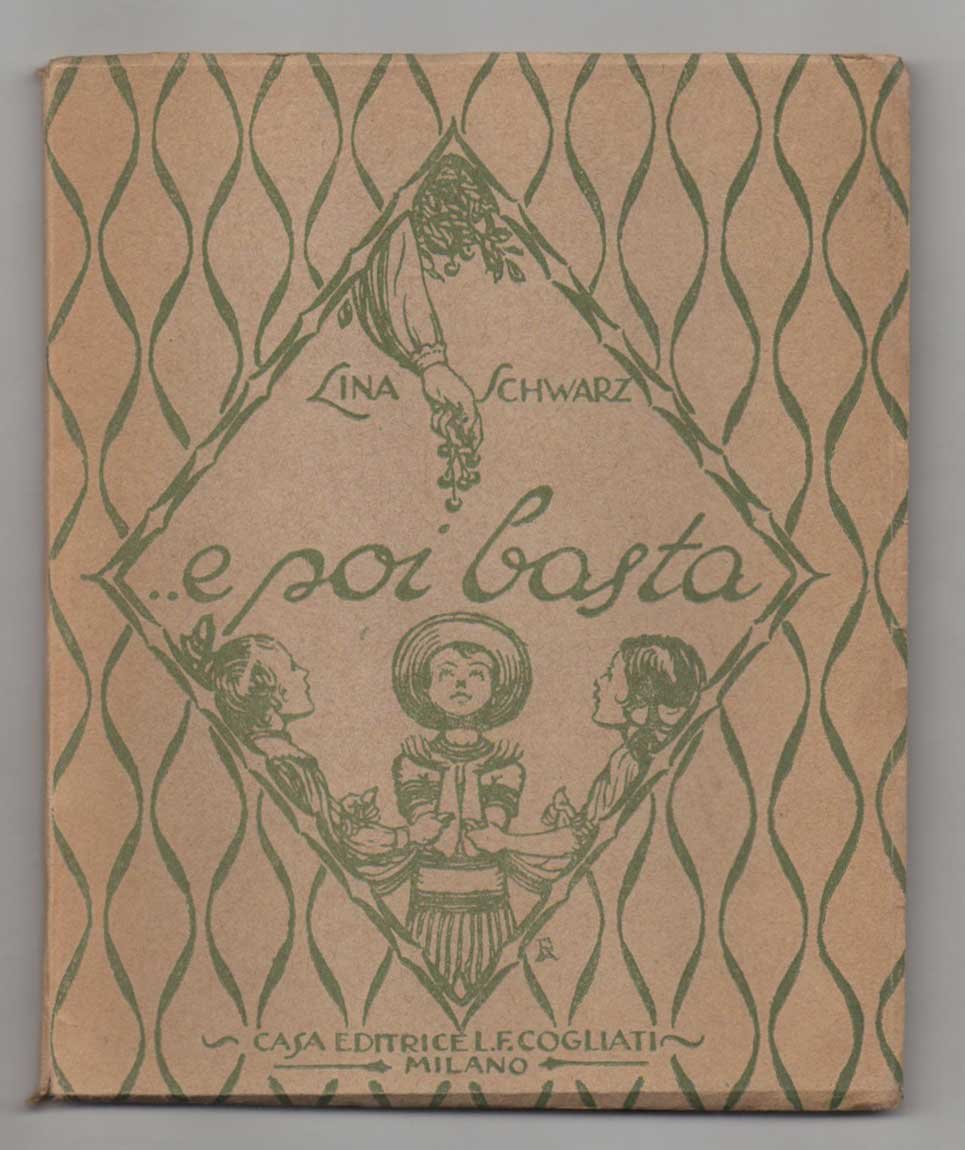 LINA SCHWARZ
..e poi basta
CASA EDITRICE L.F. COGLIATI
MILANO